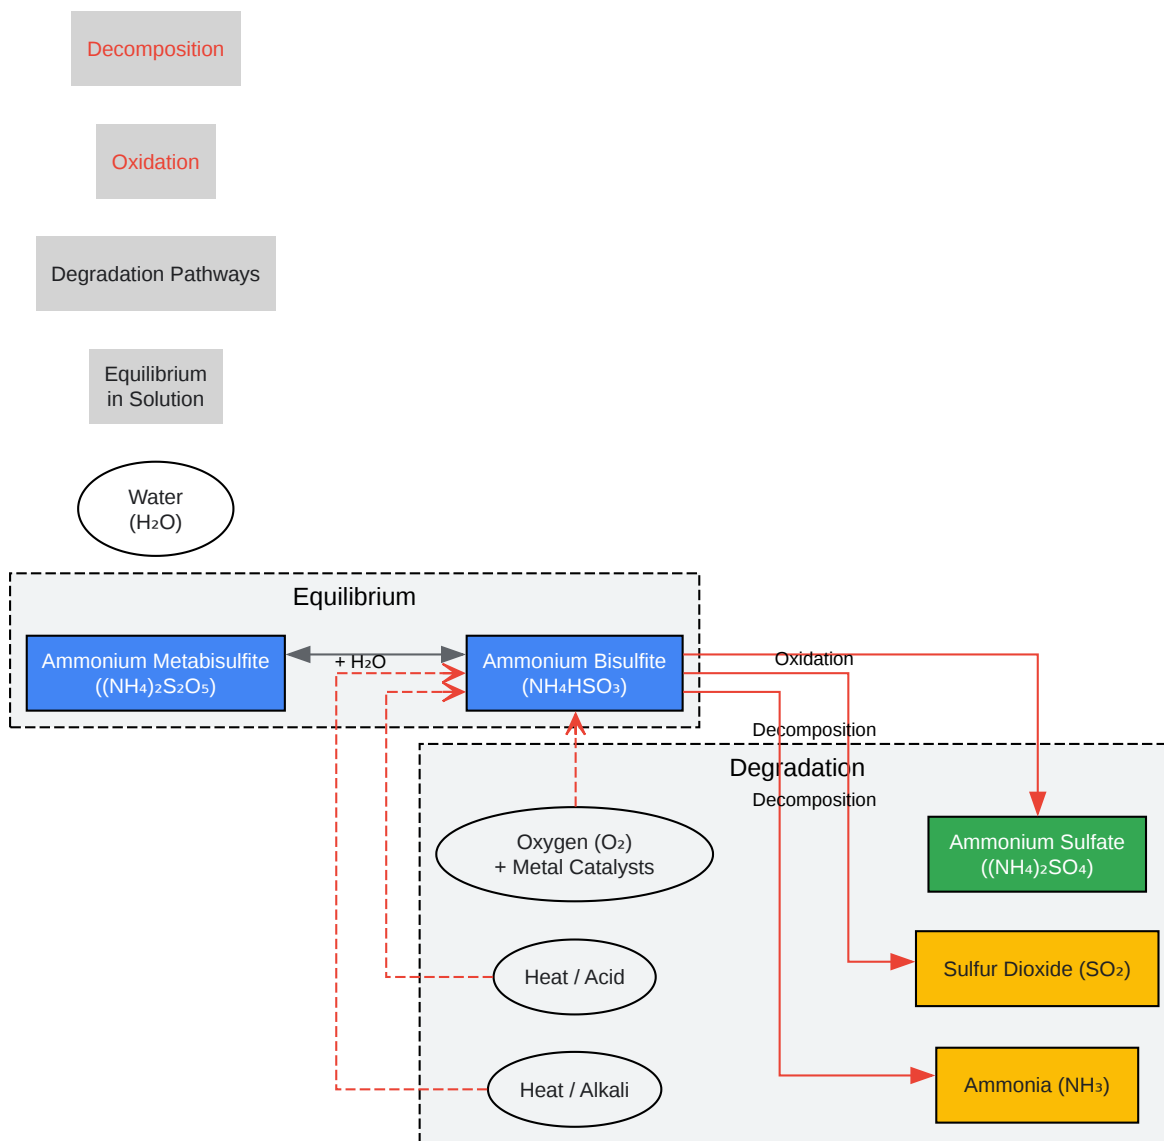 Decomposition
Oxidation
Degradation Pathways
Equilibrium
in Solution
Water
(H₂O)
Equilibrium
Ammonium Metabisulfite
((NH₄)₂S₂O₅)
+ H₂O
Ammonium Bisulfite
(NH₄HSO₃)
Oxidation
Decomposition
Degradation
Decomposition
Oxygen (O₂)
+ Metal Catalysts
Ammonium Sulfate
((NH₄)₂SO₄)
Heat / Acid
Sulfur Dioxide (SO₂)
Heat / Alkali
Ammonia (NH₃)